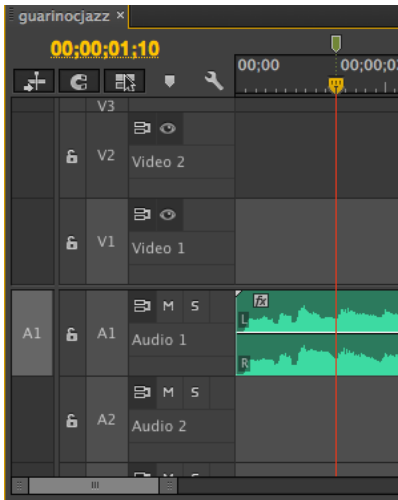 guarinocjazz ×
00;00;01;10
00;00 00;00;0
V3
V2 Video 2
V1 Video 1
M S
fx
L
A1 A1 Audio 1
R
M S
A2 Audio 2